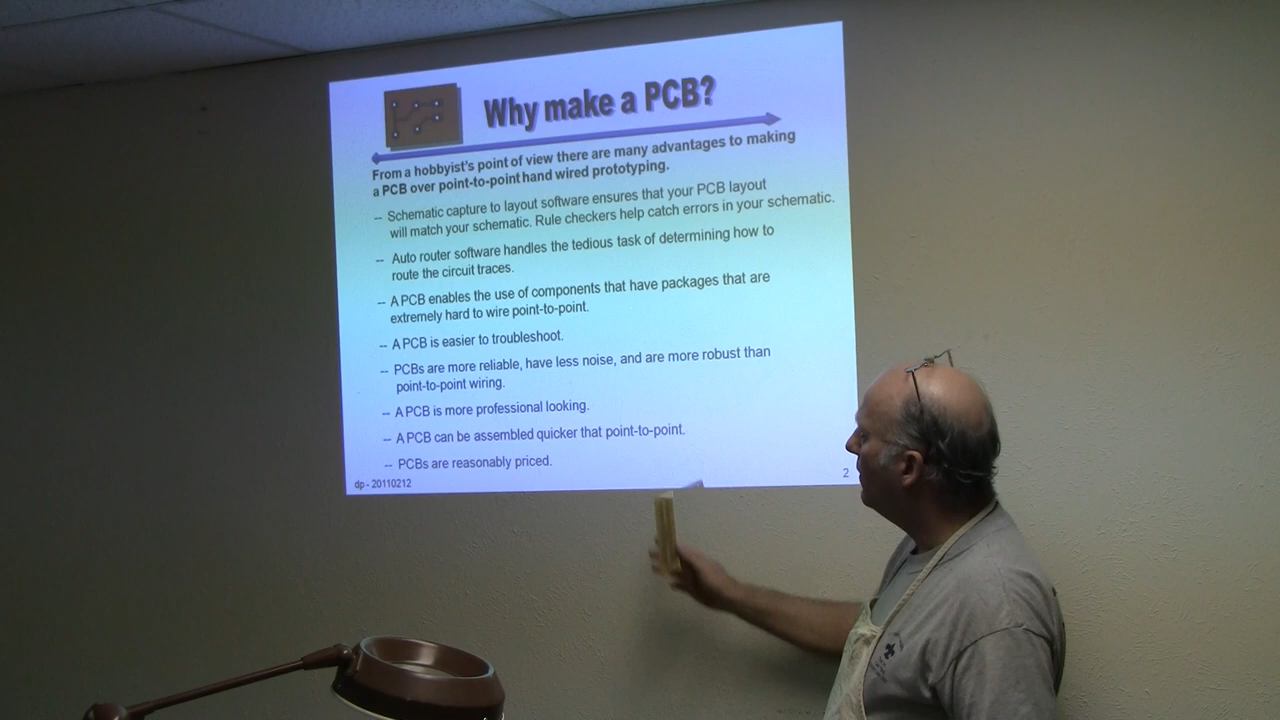 Why make a PCB?
From a hobbyist's point of view there are many advantages to making
a PCB over point-to-point hand wired prototyping.
-- Schematic capture to layout software ensures that your PCB layout
will match your schematic. Rule checkers help catch errors in your schematic.
-- Auto router software handles the tedious task of determining how to
route the circuit traces.
-- A PCB enables the use of components that have packages that are
extremely hard to wire point-to-point.
-- A PCB is easier to troubleshoot.
-- PCBs are more reliable, have less noise, and are more robust than
point-to-point wiring.
-- A PCB is more professional looking.
-- A PCB can be assembled quicker that point-to-point.
-- PCBs are reasonably priced.
dp - 20110212
2